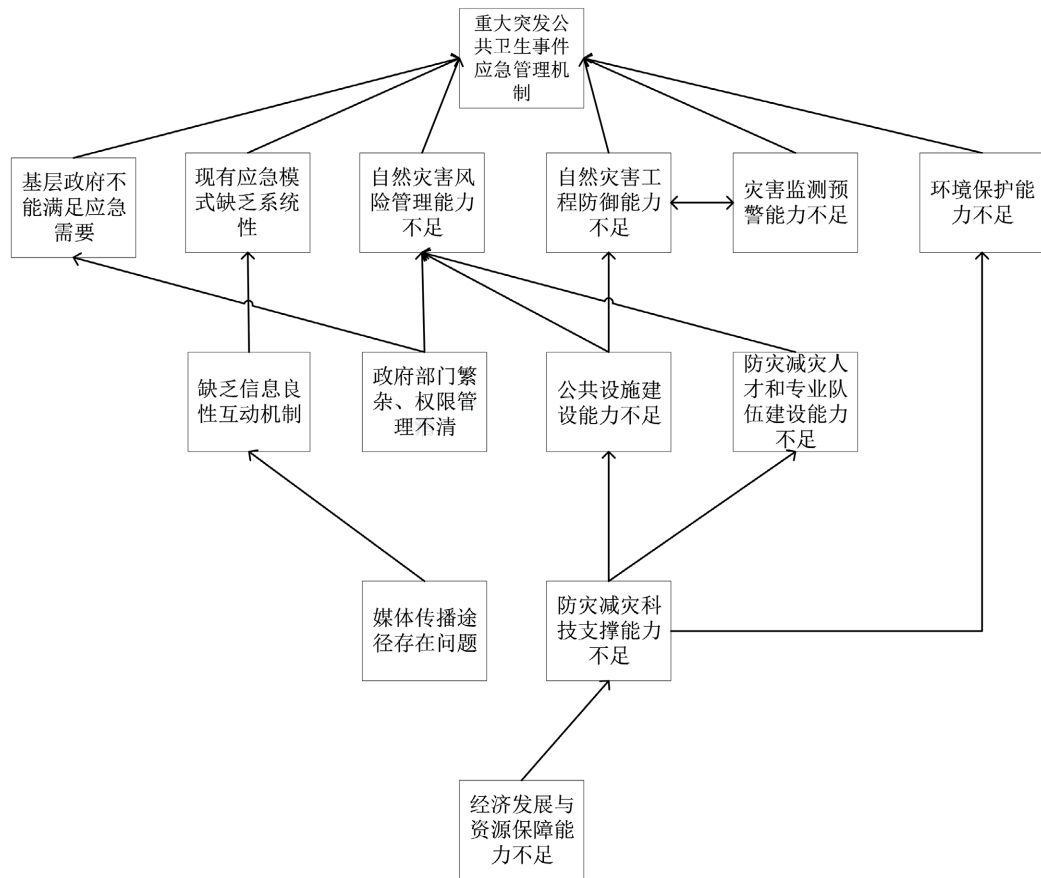 重大突发公
共卫生事件
应急管理机
制
基层政府不
能满足应急
需要
现有应急模
式缺乏系统
性
自然灾害风
险管理能力
不足
自然灾害工
程防御能力
不足
灾害监测预
警能力不足
环境保护能
力不足
缺乏信息良
性互动机制
政府部门繁
杂、权限管
理不清
公共设施建
设能力不足
防灾减灾人
才和专业队
伍建设能力
不足
媒体传播途
径存在问题
防灾减灾科
技支撑能力
不足
经济发展与
资源保障能
力不足